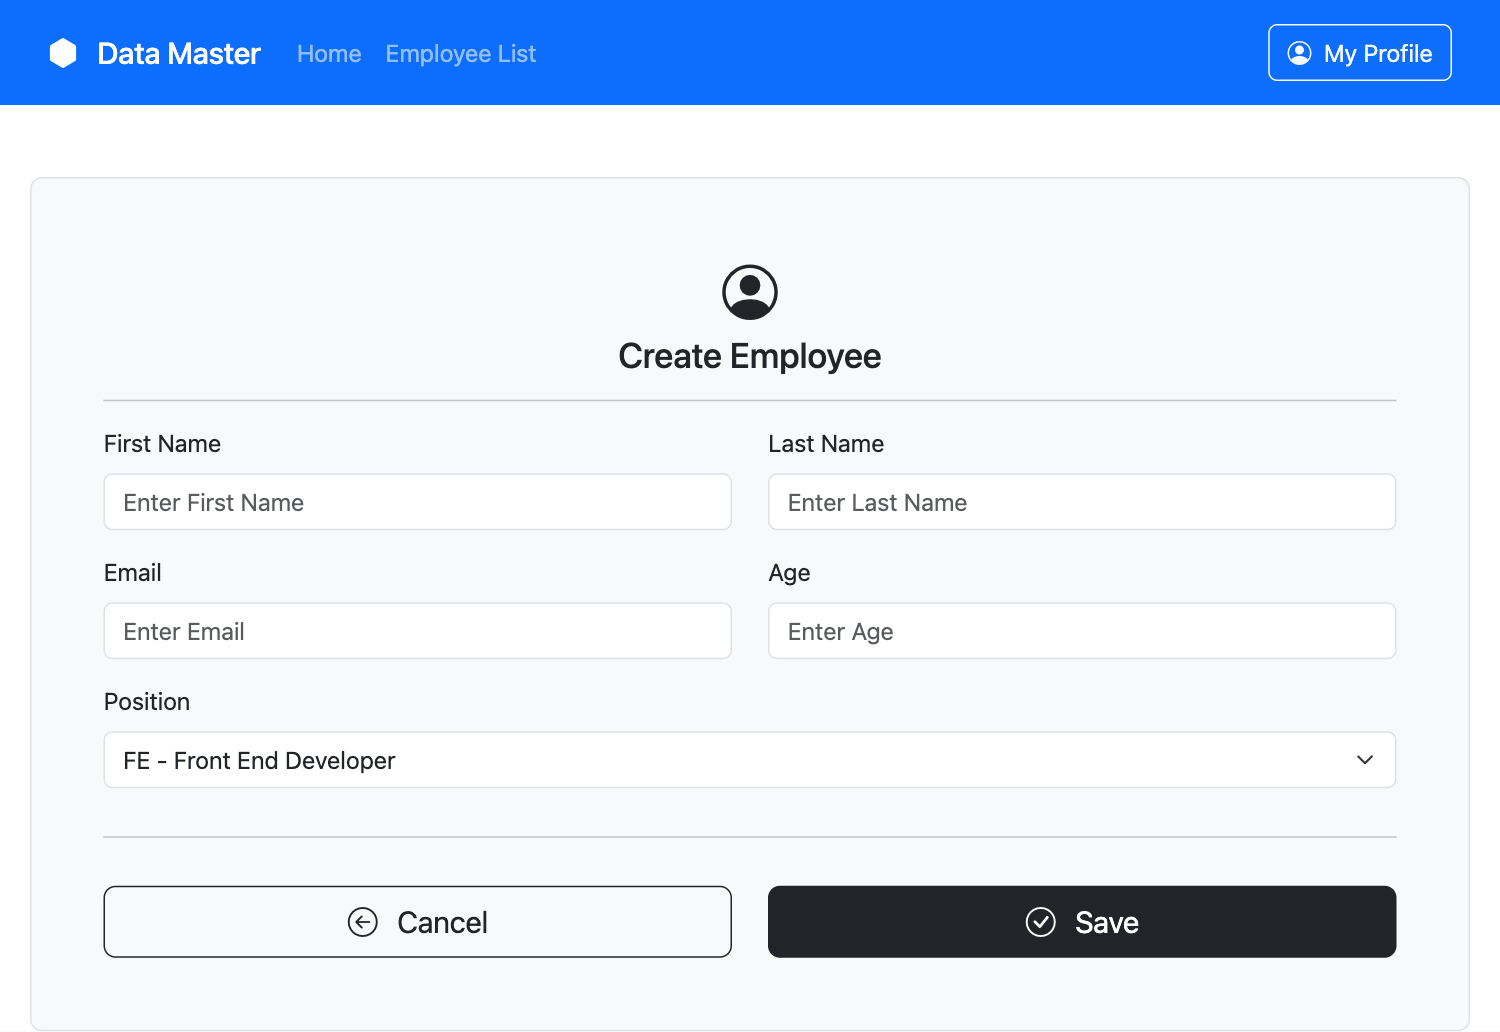 Data Master Home Employee List My Profile
Create Employee
First Name Last Name
Enter First Name Enter Last Name
Email Age
Enter Email Enter Age
Position
FE - Front End Developer
Cancel Save